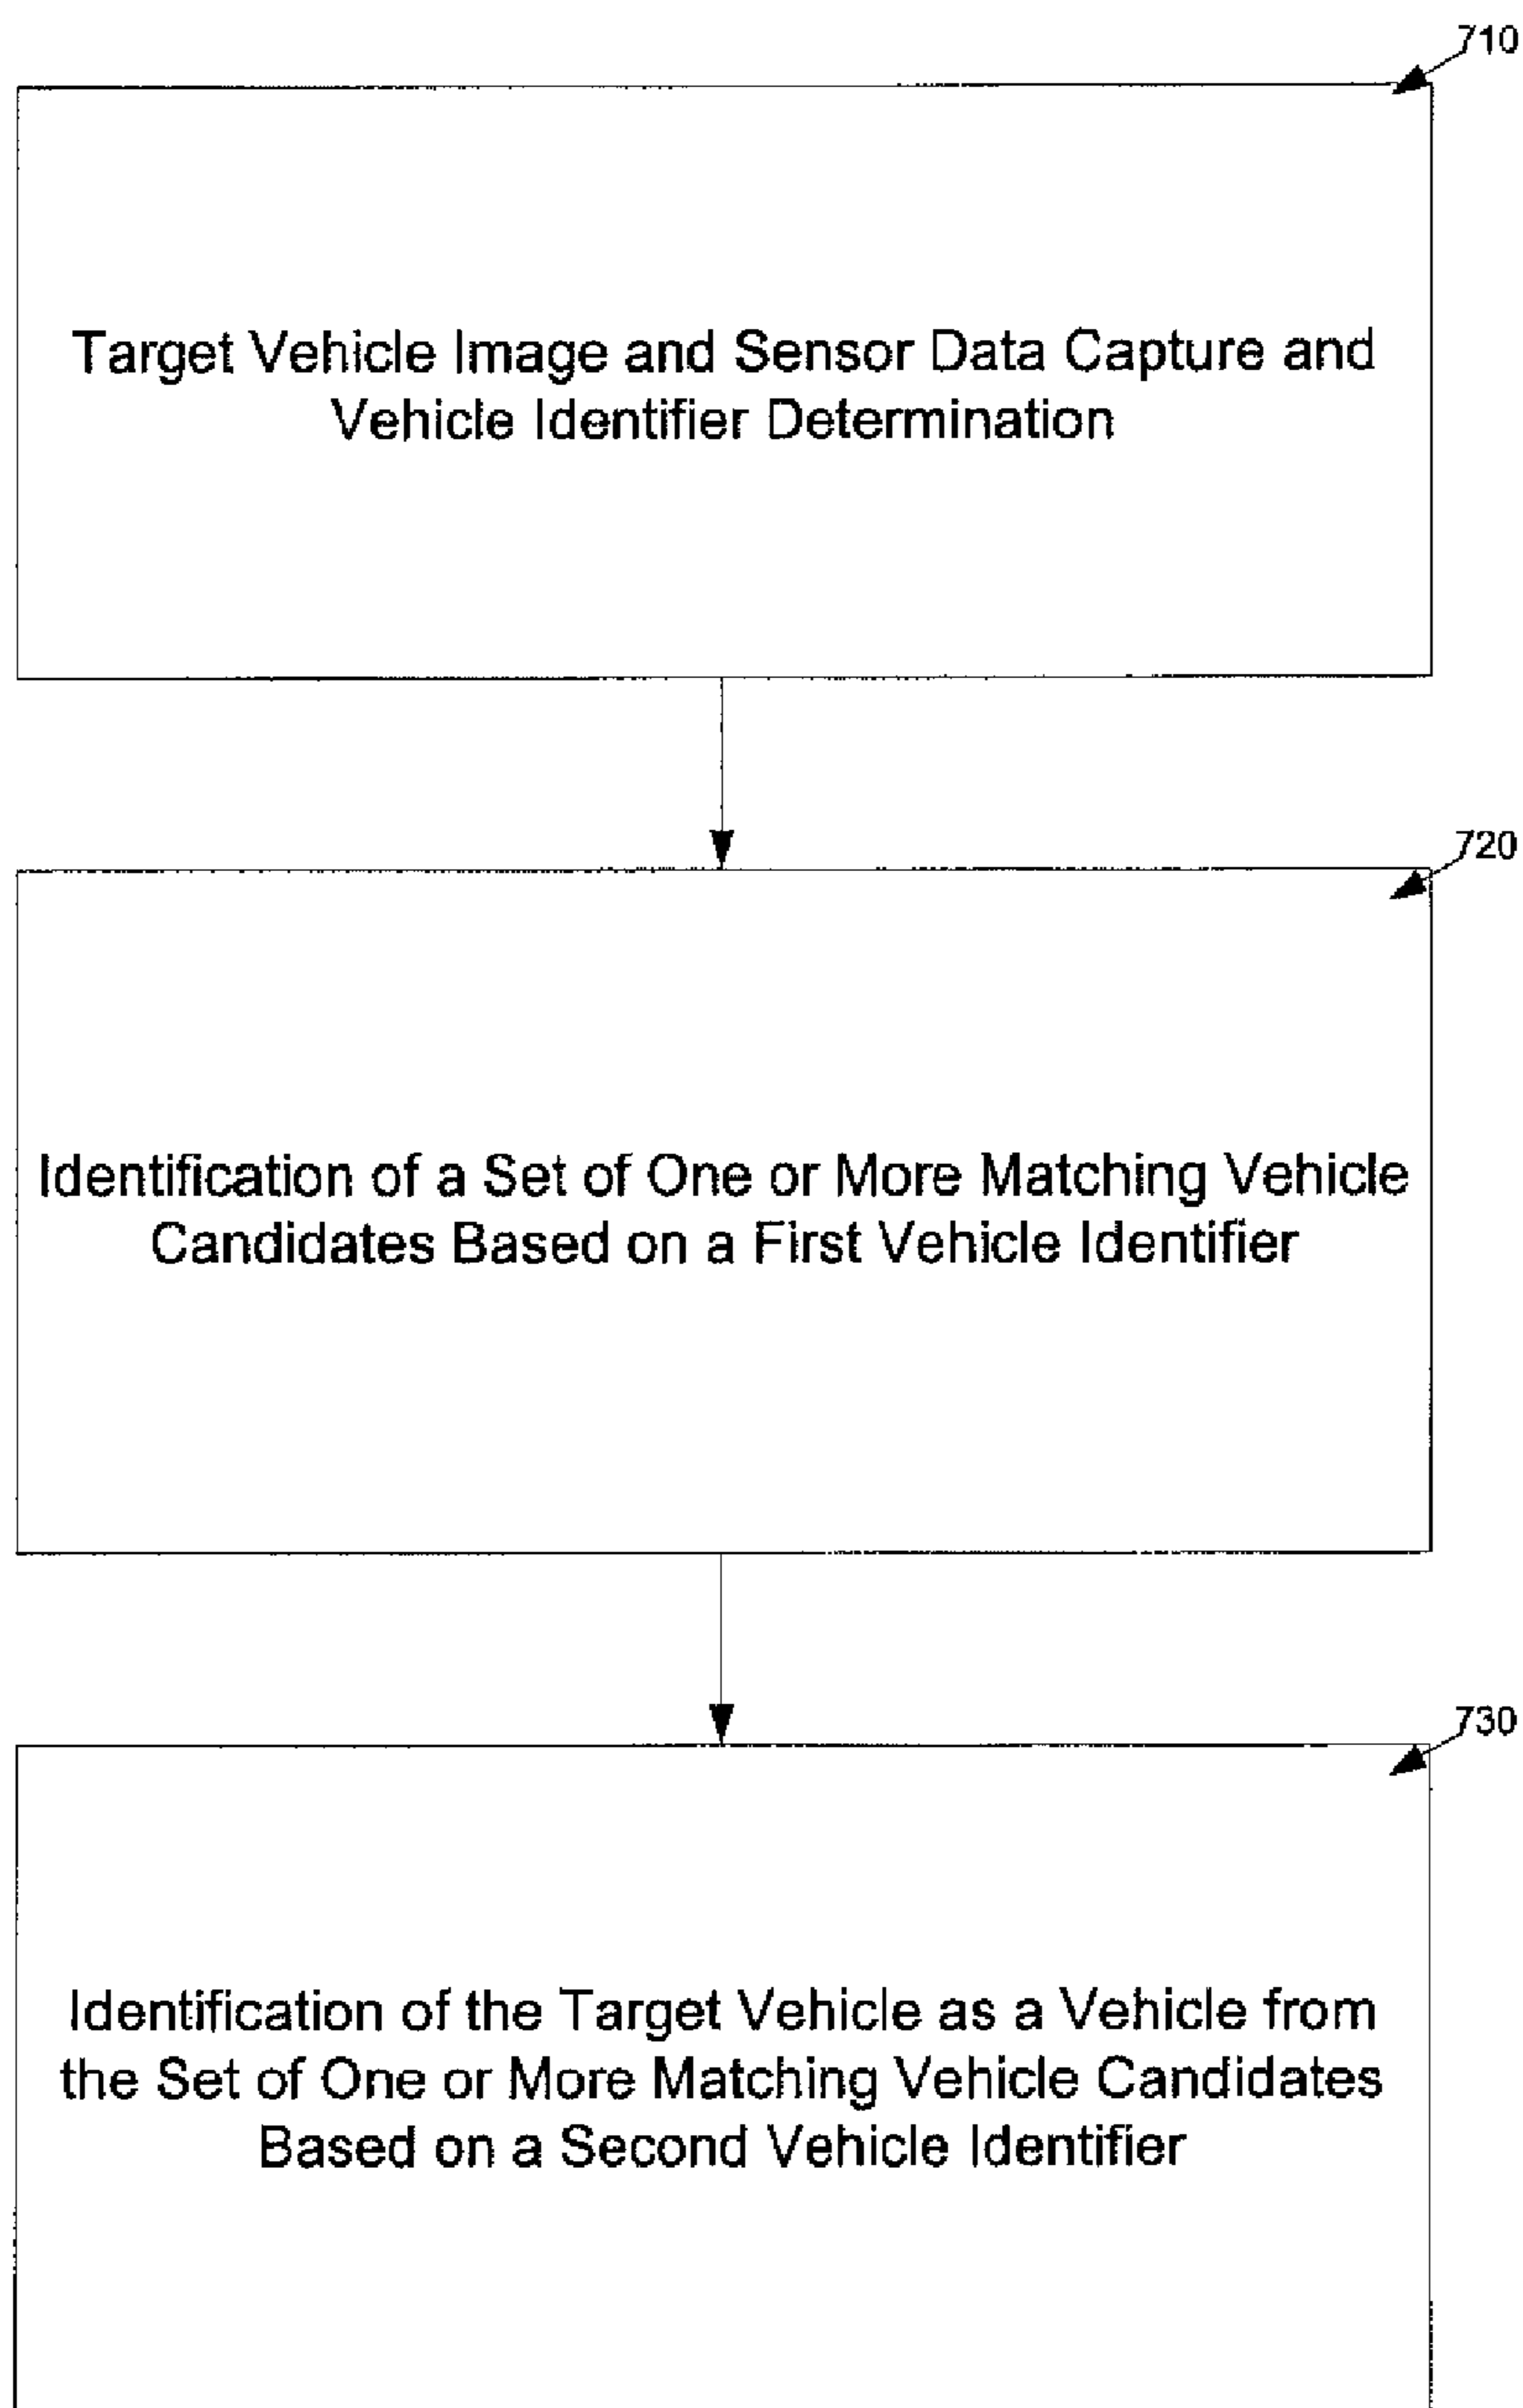 710
Target Vehicle Image and Sensor Data Capture and
Vehicle Identifier Determination
720
Identification of a Set of One or More Matching Vehicle
Candidates Based on a First Vehicle Identifier
730
Identification of the Target Vehicle as a Vehicle from
the Set of One or More Matching Vehicle Candidates
Based on a Second Vehicle Identifier